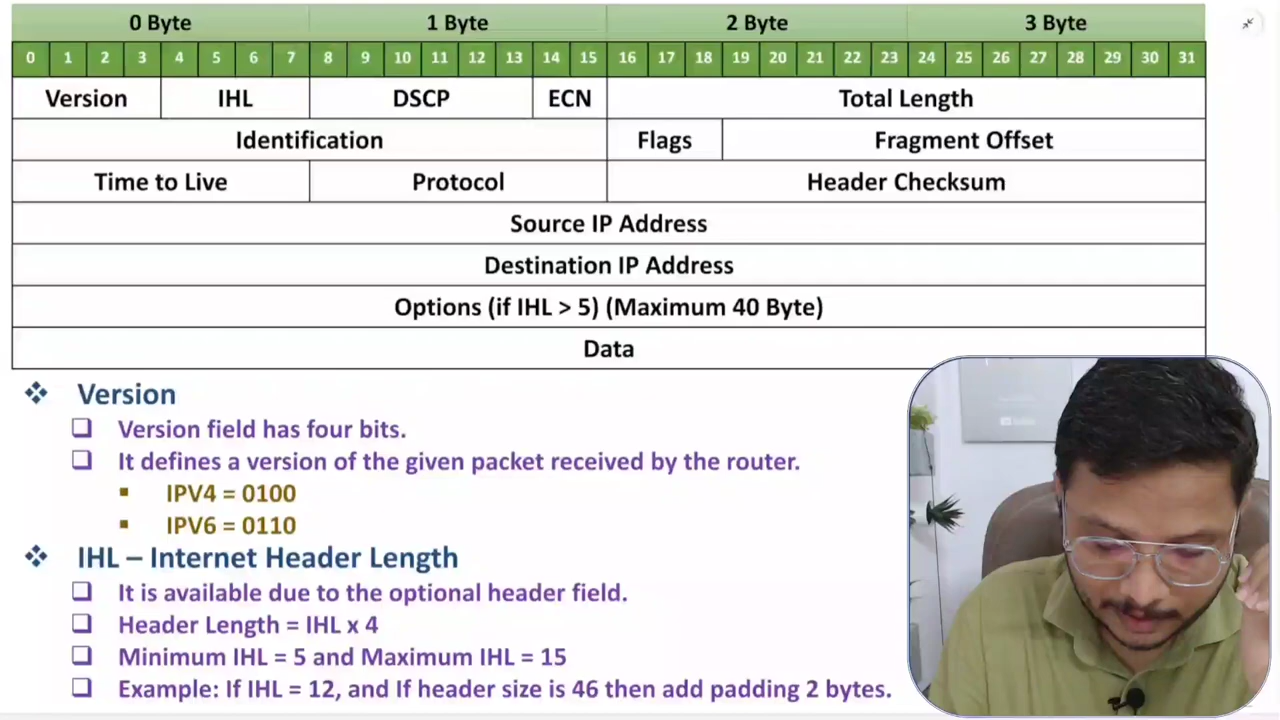 0 Byte 1 Byte 2 Byte 3 Byte
0 1 2 3 4 5 6 7 8 9 10 11 12 13 14 15 16 17 18 19 20 21 22 23 24 25 26 27 28 29 30 31
Version IHL DSCP ECN Total Length
Identification Flags Fragment Offset
Time to Live Protocol Header Checksum
Source IP Address
Destination IP Address
Options (if IHL > 5) (Maximum 40 Byte)
Data
Version
Version field has four bits.
It defines a version of the given packet received by the router.
IPV4 = 0100
IPV6 = 0110
IHL – Internet Header Length
It is available due to the optional header field.
Header Length = IHL x 4
Minimum IHL = 5 and Maximum IHL = 15
Example: If IHL = 12, and If header size is 46 then add padding 2 bytes.